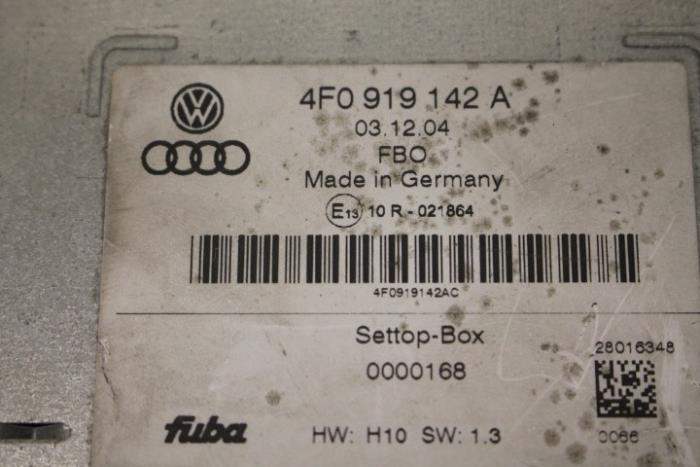 4F0 919 142 A
03.12.04
FBO
Made in Germany
E13 10 R - 021864
4F0919142AC
Settop-Box
0000168
28016348
fuba
HW: H10 SW: 1.3
0066